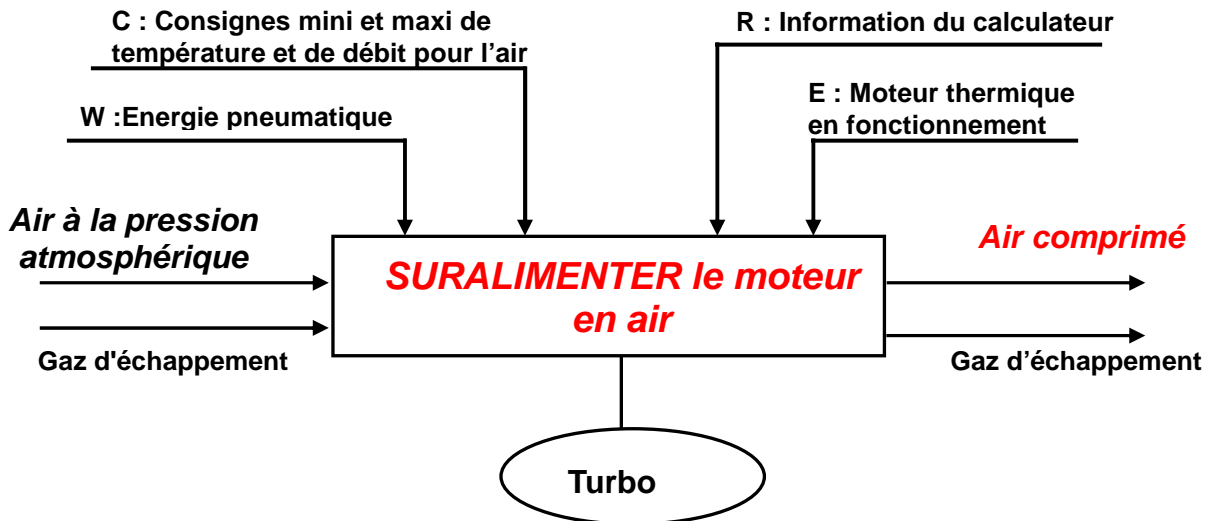 C : Consignes mini et maxi de
température et de débit pour l’air
R : Information du calculateur
W :Energie pneumatique
E : Moteur thermique
en fonctionnement
Air à la pression
atmosphérique
SURALIMENTER le moteur
en air
Air comprimé
Gaz d'échappement
Gaz d’échappement
Turbo